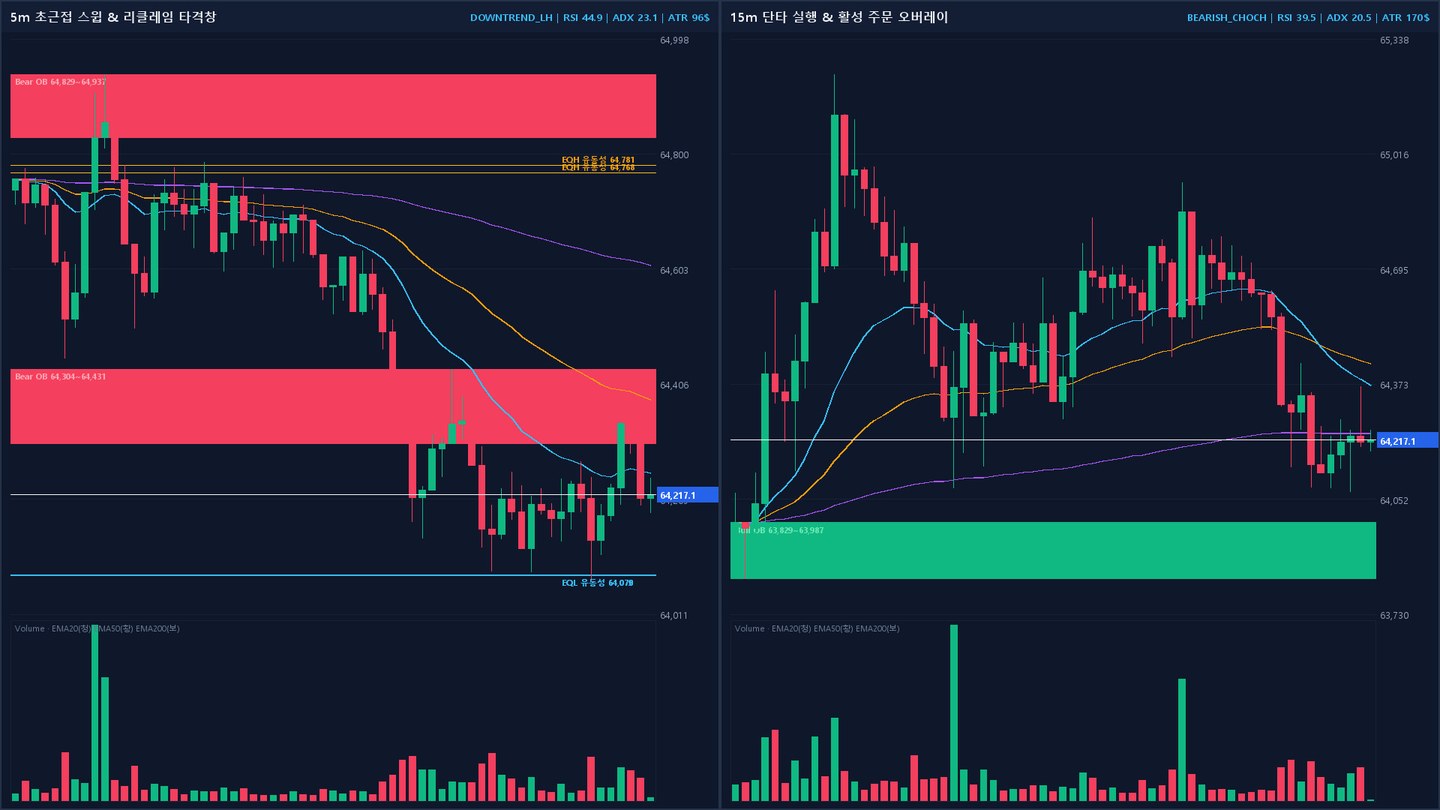 5m 초근접 스윕 & 리클레임 타격창
DOWNTREND_LH | RSI 44.9 | ADX 23.1 | ATR 96$
64,998
Bear OB 64,829~64,937
EQH 유동성 64,781
EQH 유동성 64,768
64,800
64,603
Bear OB 64,304~64,431
64,406
64,217.1
EQL 유동성 64,079
64,011
Volume · EMA20(청) EMA50(황) EMA200(보)
15m 단타 실행 & 활성 주문 오버레이
BEARISH_CHOCH | RSI 39.5 | ADX 20.5 | ATR 170$
65,338
65,016
64,695
64,373
64,217.1
64,052
Bull OB 63,829~63,987
63,730
Volume · EMA20(청) EMA50(황) EMA200(보)